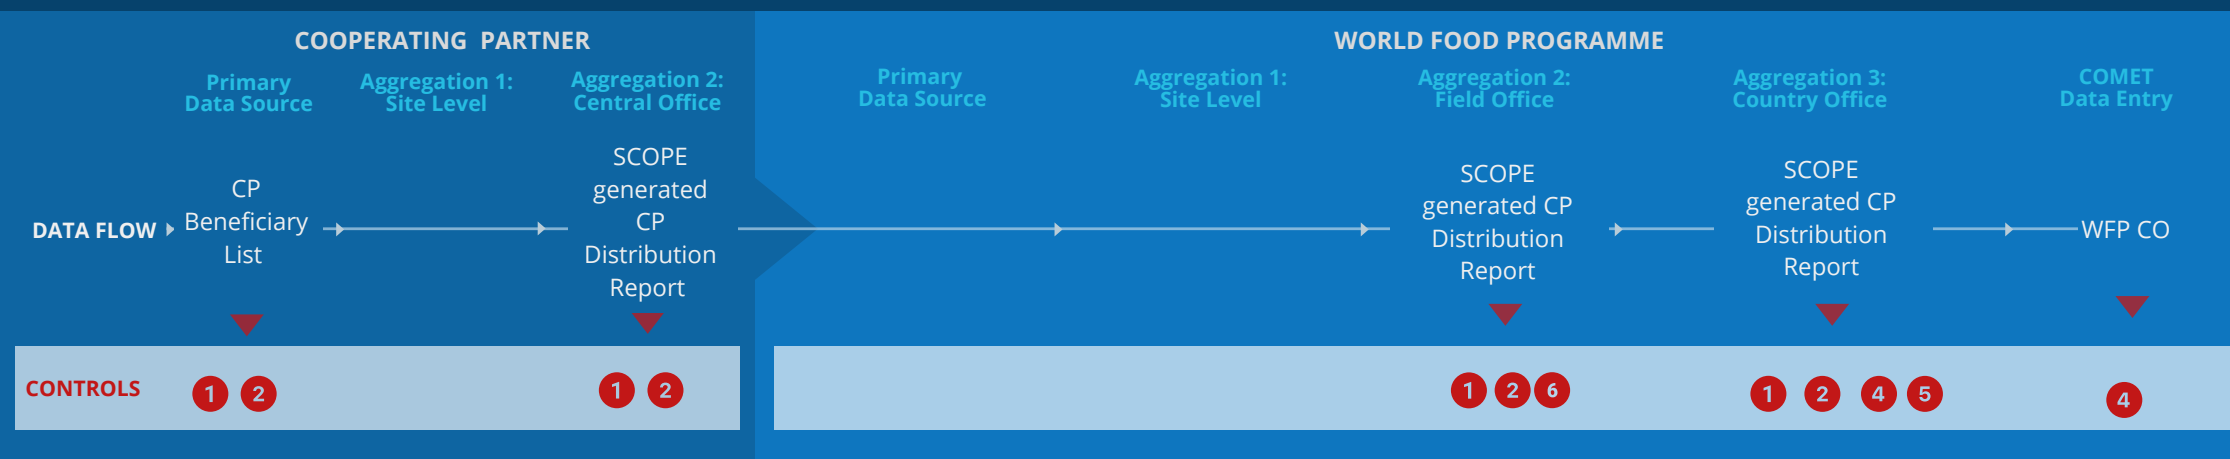 COOPERATING PARTNER
WORLD FOOD PROGRAMME
Primary
Data Source
Aggregation 1:
Site Level
Aggregation 2:
Central Office
Primary
Data Source
Aggregation 1:
Site Level
Aggregation 2:
Field Office
Aggregation 3:
Country Office
COMET
Data Entry
DATA FLOW
CP
Beneficiary
List
SCOPE
generated
CP
Distribution
Report
SCOPE
generated CP
Distribution
Report
SCOPE
generated CP
Distribution
Report
WFP CO
CONTROLS
1 2
1 2
1 2 6
1 2 4 5
4